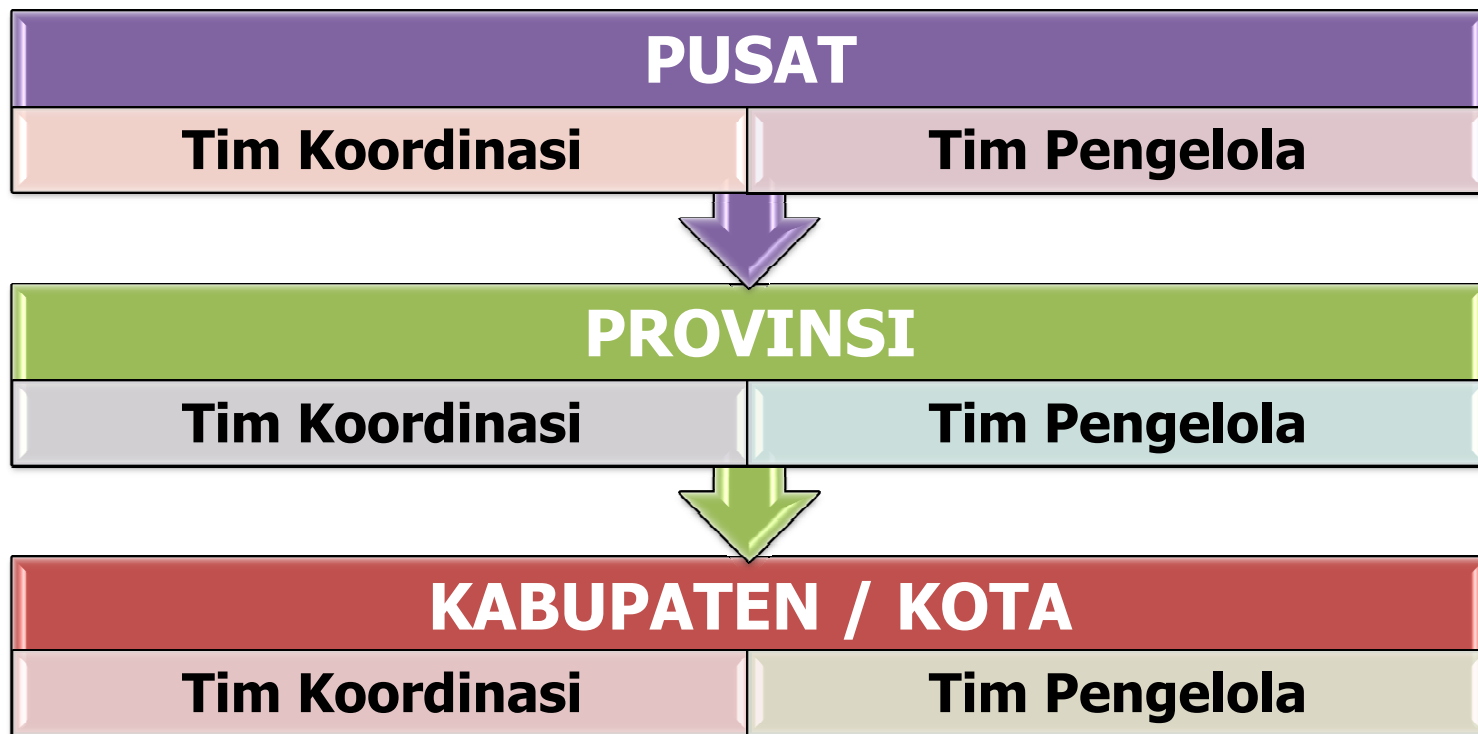 PUSAT
Tim Koordinasi Tim Pengelola
PROVINSI
Tim Koordinasi Tim Pengelola
KABUPATEN / KOTA
Tim Koordinasi Tim Pengelola